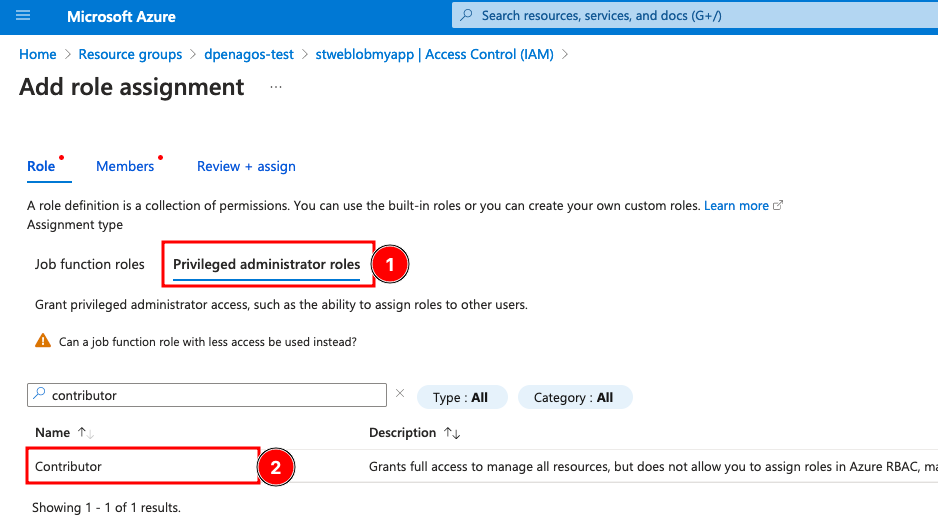 Microsoft Azure
Search resources, services, and docs (G+/)
Home > Resource groups > dpenagos-test > stweblobmyapp | Access Control (IAM) >
Add role assignment ...
Role Members Review + assign
A role definition is a collection of permissions. You can use the built-in roles or you can create your own custom roles. Learn more
Assignment type
Job function roles Privileged administrator roles 1
Grant privileged administrator access, such as the ability to assign roles to other users.
Can a job function role with less access be used instead?
contributor Type : All Category : All
Name ↑↓ Description ↑↓
Contributor 2 Grants full access to manage all resources, but does not allow you to assign roles in Azure RBAC,
Showing 1 - 1 of 1 results.